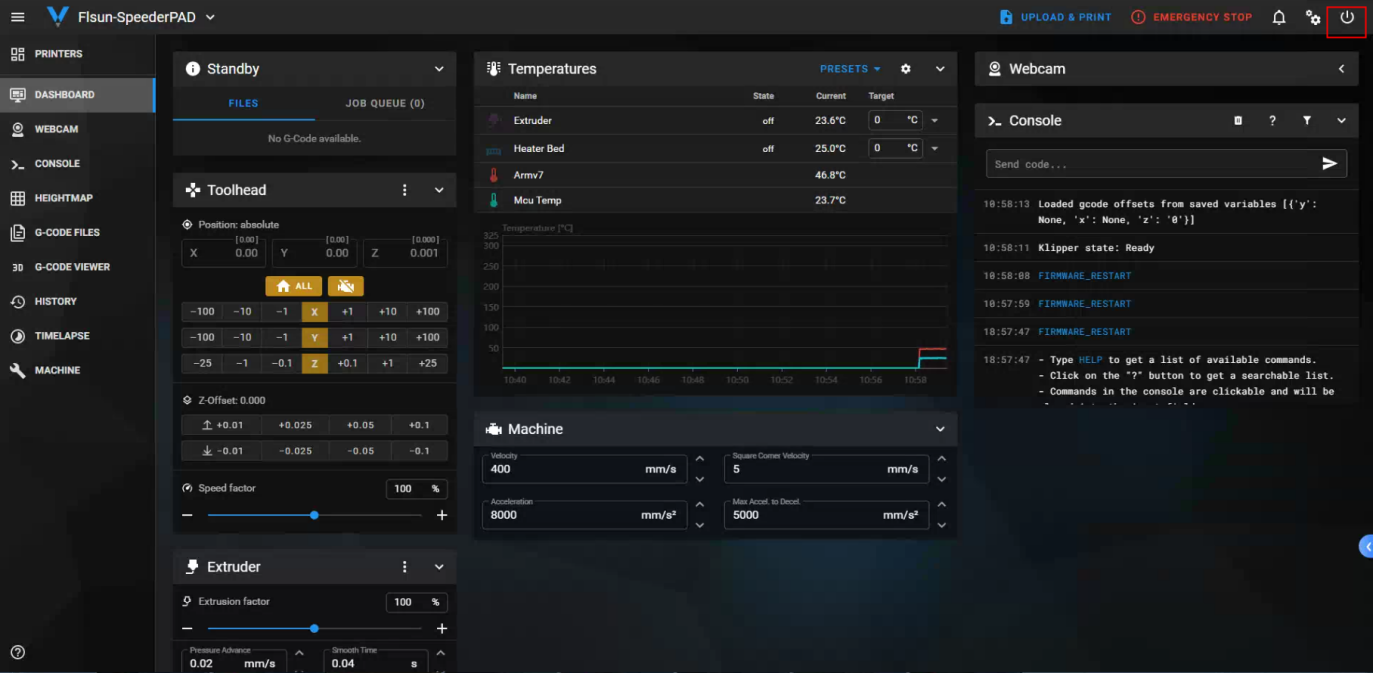 Flsun-SpeederPAD
UPLOAD & PRINT
EMERGENCY STOP
PRINTERS
DASHBOARD
WEBCAM
CONSOLE
HEIGHTMAP
G-CODE FILES
3D G-CODE VIEWER
HISTORY
TIMELAPSE
MACHINE
Standby
FILES JOB QUEUE (0)
No G-Code available.
Toolhead
Position: absolute
[0.00] [0.00] [0.000]
X 0.00 Y 0.00 Z 0.001
ALL
-100 -10 -1 X +1 +10 +100
-100 -10 -1 Y +1 +10 +100
-25 -1 -0.1 Z +0.1 +1 +25
Z-Offset: 0.000
+0.01 +0.025 +0.05 +0.1
-0.01 -0.025 -0.05 -0.1
Speed factor 100 %
Extruder
Extrusion factor 100 %
Pressure Advance Smooth Time
0.02 mm/s 0.04 s
Temperatures
PRESETS
Name State Current Target
Extruder off 23.6°C 0 °C
Heater Bed off 25.0°C 0 °C
Armv7 46.8°C
Mcu Temp 23.7°C
Temperature [°C]
325
300
250
200
150
100
50
10:40 10:42 10:44 10:46 10:48 10:50 10:52 10:54 10:56 10:58
Machine
Velocity Square Corner Velocity
400 mm/s 5 mm/s
Acceleration Max Accel. to Decel.
8000 mm/s² 5000 mm/s²
Webcam
Console
Send code...
10:58:13 Loaded gcode offsets from saved variables [{'y':
None, 'x': None, 'z': '0'}]
10:58:11 Klipper state: Ready
10:58:08 FIRMWARE_RESTART
10:57:59 FIRMWARE_RESTART
18:57:47 FIRMWARE_RESTART
18:57:47 - Type HELP to get a list of available commands.
- Click on the "?" button to get a searchable list.
- Commands in the console are clickable and will be